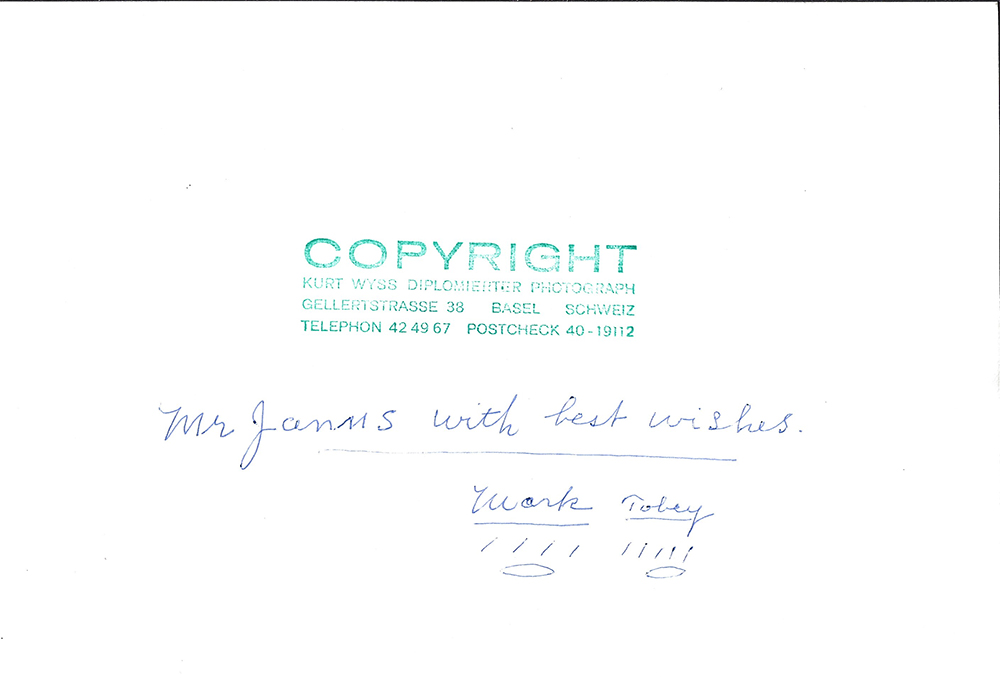 COPYRIGHT
KURT WYSS DIPLOMIERTER PHOTOGRAPH
GELLERTSTRASSE 38 BASEL SCHWEIZ
TELEPHON 42 49 67 POSTCHECK 40-19112
Mr Janus with best wishes.
Mark Tobey